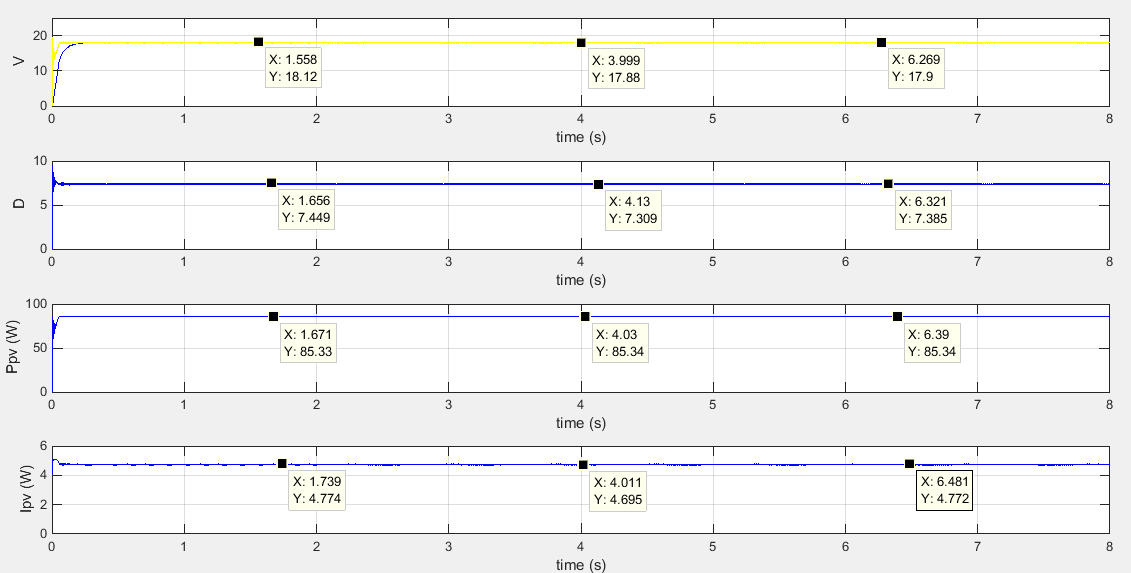 20
10
0
V
X: 1.558
Y: 18.12
X: 3.999
Y: 17.88
X: 6.269
Y: 17.9
0 1 2 3 4 5 6 7 8
time (s)
10
5
0
D
X: 1.656
Y: 7.449
X: 4.13
Y: 7.309
X: 6.321
Y: 7.385
0 1 2 3 4 5 6 7 8
time (s)
100
50
0
Ppv (W)
X: 1.671
Y: 85.33
X: 4.03
Y: 85.34
X: 6.39
Y: 85.34
0 1 2 3 4 5 6 7 8
time (s)
6
4
2
0
Ipv (W)
X: 1.739
Y: 4.774
X: 4.011
Y: 4.695
X: 6.481
Y: 4.772
0 1 2 3 4 5 6 7 8
time (s)